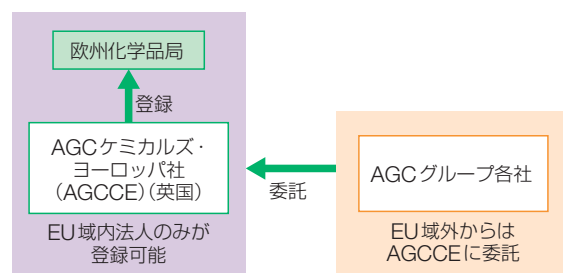 欧州化学品局
登録
AGCケミカルズ・
ヨーロッパ社
（AGCCE）（英国）
EU域内法人のみが
登録可能
委託
AGCグループ各社
EU域外からは
AGCCEに委託